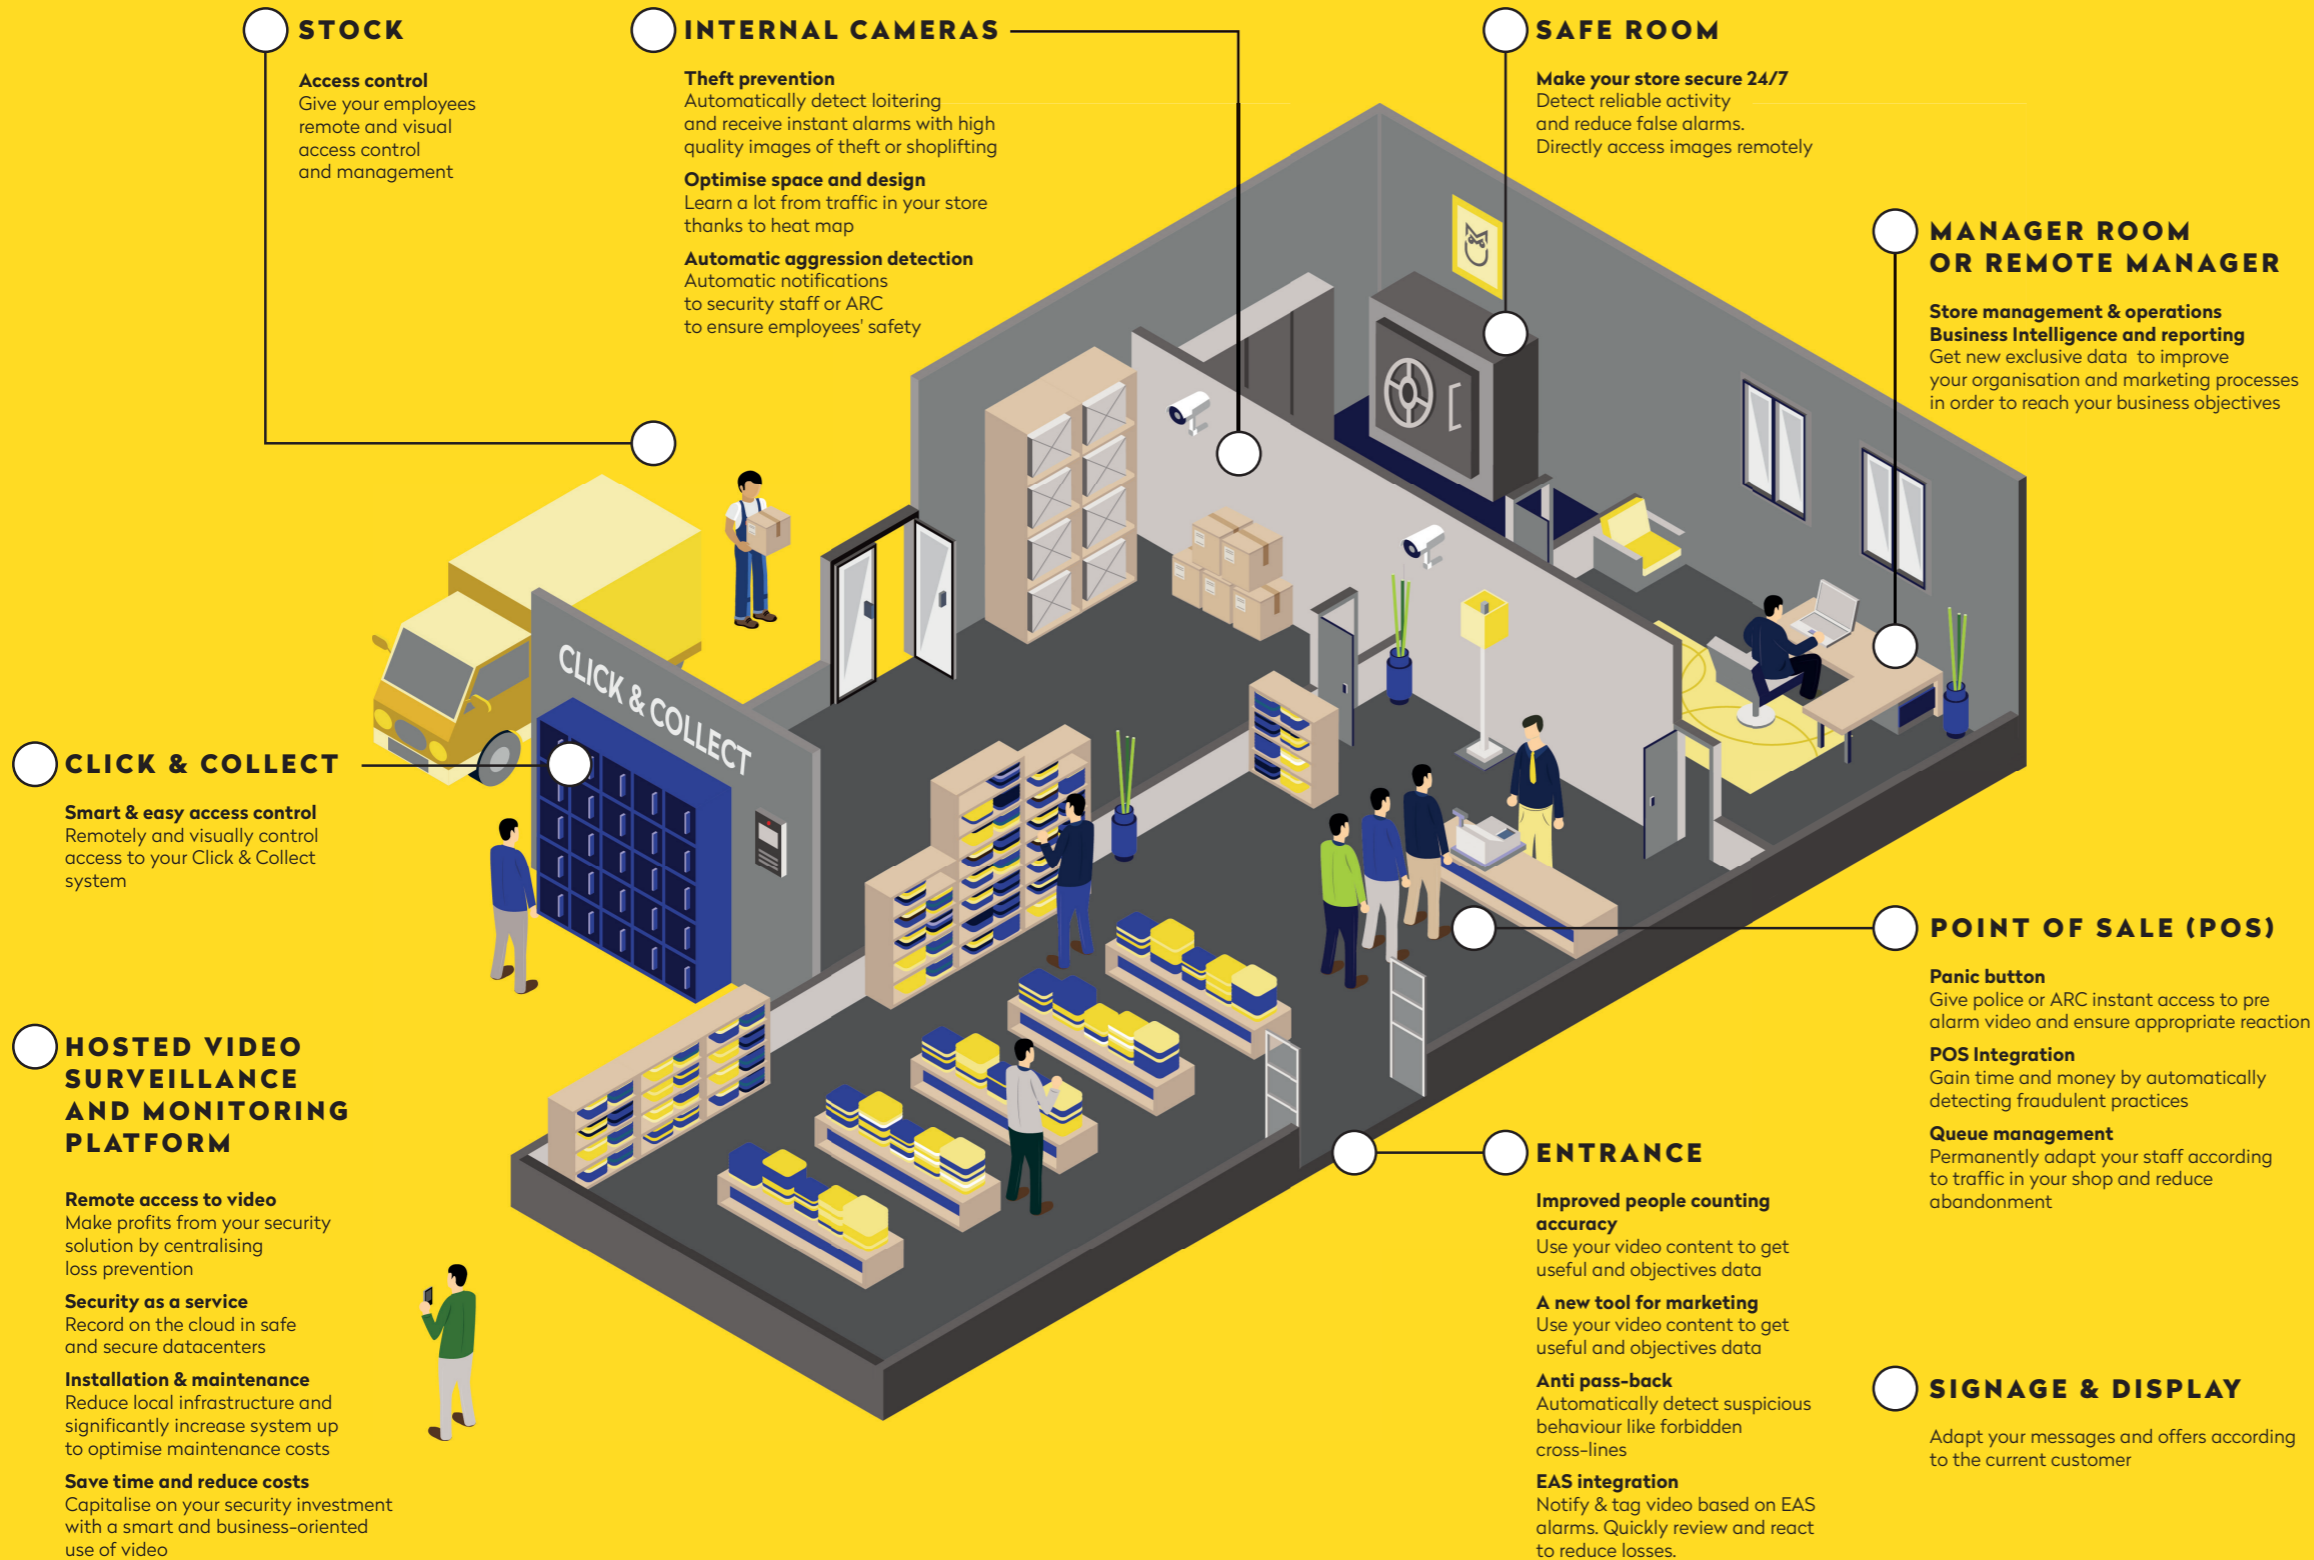 STOCK
Access control
Give your employees
remote and visual
access control
and management
INTERNAL CAMERAS
Theft prevention
Automatically detect loitering
and receive instant alarms with high
quality images of theft or shoplifting
Optimise space and design
Learn a lot from traffic in your store
thanks to heat map
Automatic aggression detection
Automatic notifications
to security staff or ARC
to ensure employees' safety
SAFE ROOM
Make your store secure 24/7
Detect reliable activity
and reduce false alarms.
Directly access images remotely
MANAGER ROOM
OR REMOTE MANAGER
Store management & operations
Business Intelligence and reporting
Get new exclusive data to improve
your organisation and marketing processes
in order to reach your business objectives
CLICK & COLLECT
CLICK & COLLECT
Smart & easy access control
Remotely and visually control
access to your Click & Collect
system
POINT OF SALE (POS)
Panic button
Give police or ARC instant access to pre
alarm video and ensure appropriate reaction
POS Integration
Gain time and money by automatically
detecting fraudulent practices
Queue management
Permanently adapt your staff according
to traffic in your shop and reduce
abandonment
HOSTED VIDEO
SURVEILLANCE
AND MONITORING
PLATFORM
Remote access to video
Make profits from your security
solution by centralising
loss prevention
Security as a service
Record on the cloud in safe
and secure datacenters
Installation & maintenance
Reduce local infrastructure and
significantly increase system up
to optimise maintenance costs
Save time and reduce costs
Capitalise on your security investment
with a smart and business-oriented
use of video
ENTRANCE
Improved people counting
accuracy
Use your video content to get
useful and objectives data
A new tool for marketing
Use your video content to get
useful and objectives data
Anti pass-back
Automatically detect suspicious
behaviour like forbidden
cross-lines
EAS integration
Notify & tag video based on EAS
alarms. Quickly review and react
to reduce losses.
SIGNAGE & DISPLAY
Adapt your messages and offers according
to the current customer